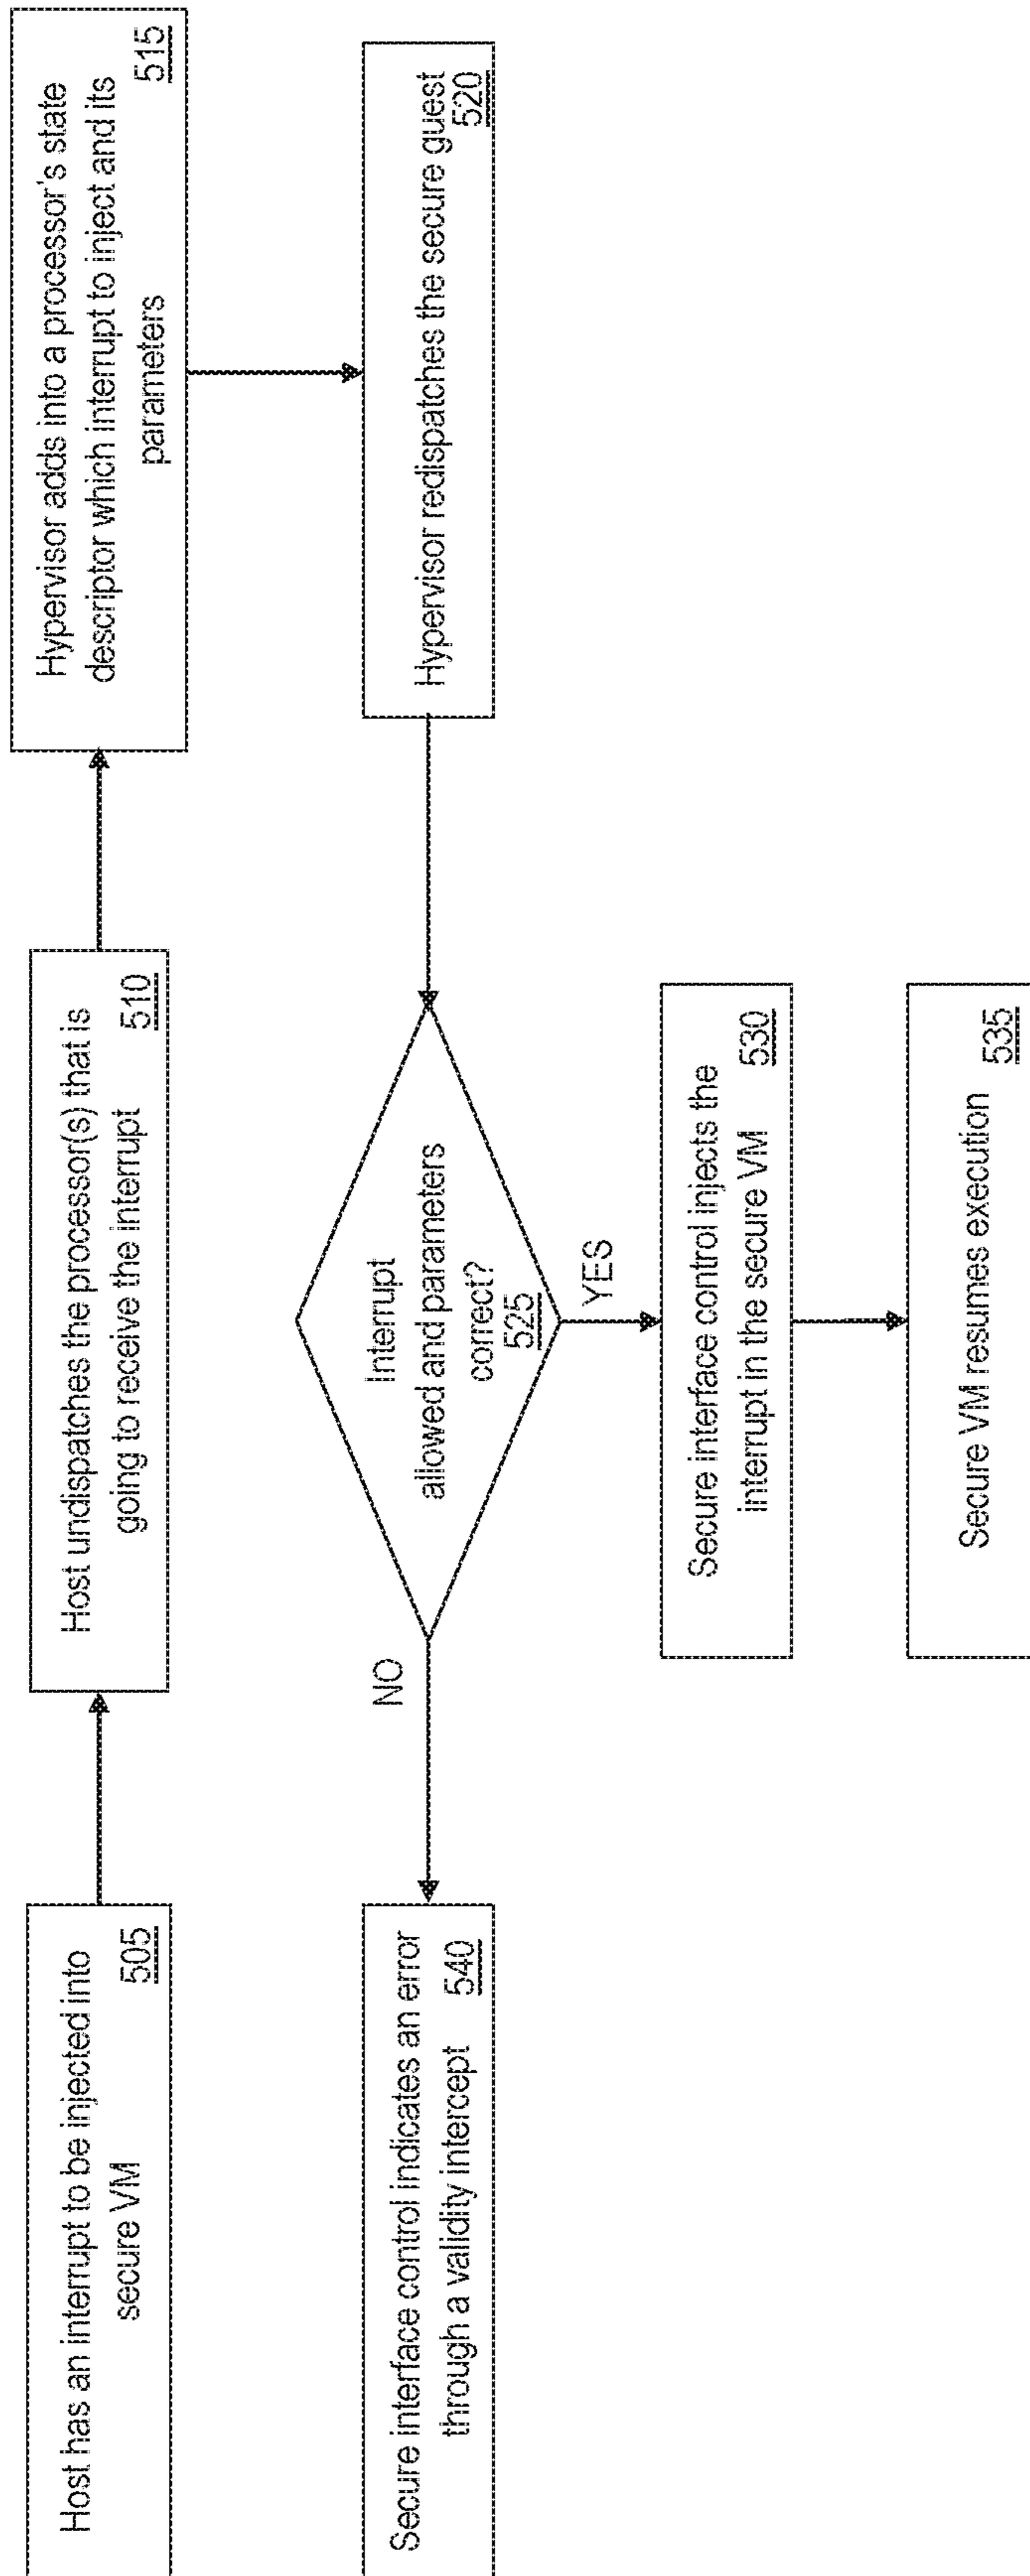 Host has an interrupt to be injected into
secure VM
505
Host undispatches the processor(s) that is
going to receive the interrupt
510
Hypervisor adds into a processor's state
descriptor which interrupt to inject and its
parameters
515
Hypervisor redispatches the secure guest
520
Interrupt
allowed and parameters
correct?
525
NO
YES
Secure interface control indicates an error
through a validity intercept
540
Secure interface control injects the
interrupt in the secure VM
530
Secure VM resumes execution
535